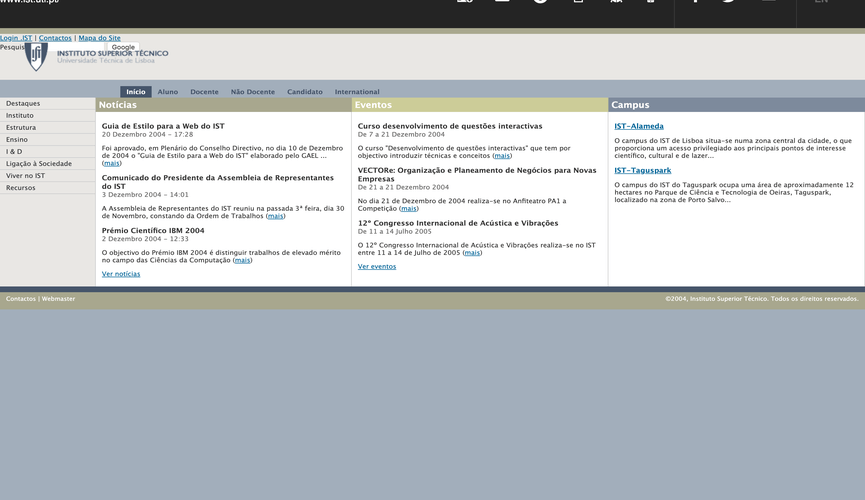 www.ist.utl.pt
EN
Login .IST | Contactos | Mapa do Site
Google
INSTITUTO SUPERIOR TÉCNICO
Universidade Técnica de Lisboa
Início Aluno Docente Não Docente Candidato International
Destaques
Instituto
Estrutura
Ensino
I & D
Ligação à Sociedade
Viver no IST
Recursos
Notícias
Guia de Estilo para a Web do IST
20 Dezembro 2004 - 17:28
Foi aprovado, em Plenário do Conselho Directivo, no dia 10 de Dezembro
de 2004 o "Guia de Estilo para a Web do IST" elaborado pelo GAEL ...
(mais)
Comunicado do Presidente da Assembleia de Representantes
do IST
3 Dezembro 2004 - 14:01
A Assembleia de Representantes do IST reuniu na passada 3ª feira, dia 30
de Novembro, constando da Ordem de Trabalhos (mais)
Prémio Científico IBM 2004
2 Dezembro 2004 - 12:33
O objectivo do Prémio IBM 2004 é distinguir trabalhos de elevado mérito
no campo das Ciências da Computação (mais)
Ver notícias
Eventos
Curso desenvolvimento de questões interactivas
De 7 a 21 Dezembro 2004
O curso "Desenvolvimento de questões interactivas" que tem por
objectivo introduzir técnicas e conceitos (mais)
VECTORe: Organização e Planeamento de Negócios para Novas
Empresas
De 21 a 21 Dezembro 2004
No dia 21 de Dezembro de 2004 realiza-se no Anfiteatro PA1 a
Competição (mais)
12º Congresso Internacional de Acústica e Vibrações
De 11 a 14 Julho 2005
O 12º Congresso Internacional de Acústica e Vibrações realiza-se no IST
entre 11 a 14 de Julho de 2005 (mais)
Ver eventos
Campus
IST-Alameda
O campus do IST de Lisboa situa-se numa zona central da cidade, o que
proporciona um acesso privilegiado aos principais pontos de interesse
científico, cultural e de lazer...
IST-Taguspark
O campus do IST do Taguspark ocupa uma área de aproximadamente 12
hectares no Parque de Ciência e Tecnologia de Oeiras, Taguspark,
localizado na zona de Porto Salvo...
Contactos | Webmaster
©2004, Instituto Superior Técnico. Todos os direitos reservados.